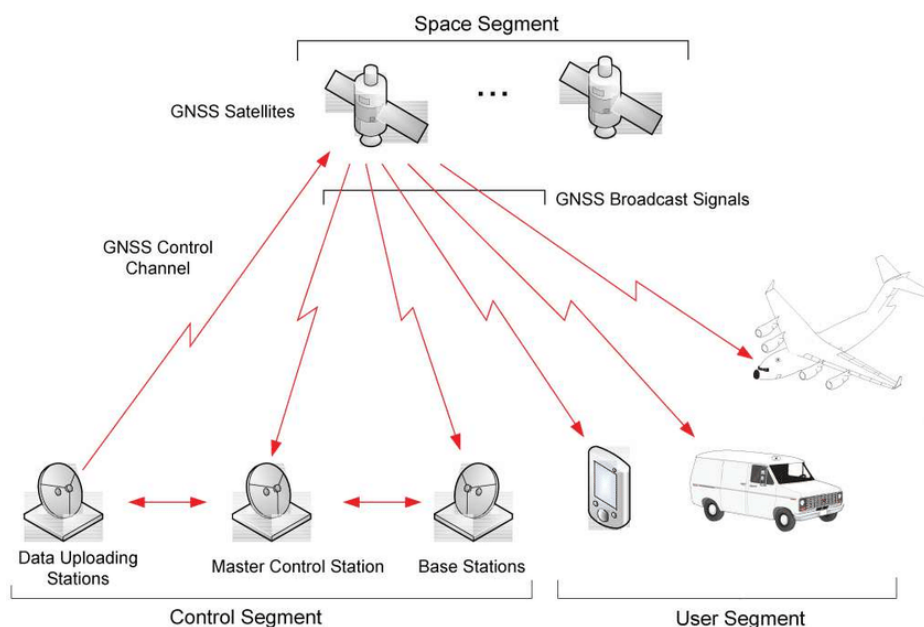 Space Segment
GNSS Satellites
...
GNSS Broadcast Signals
GNSS Control
Channel
Data Uploading
Stations
Master Control Station
Base Stations
Control Segment
User Segment